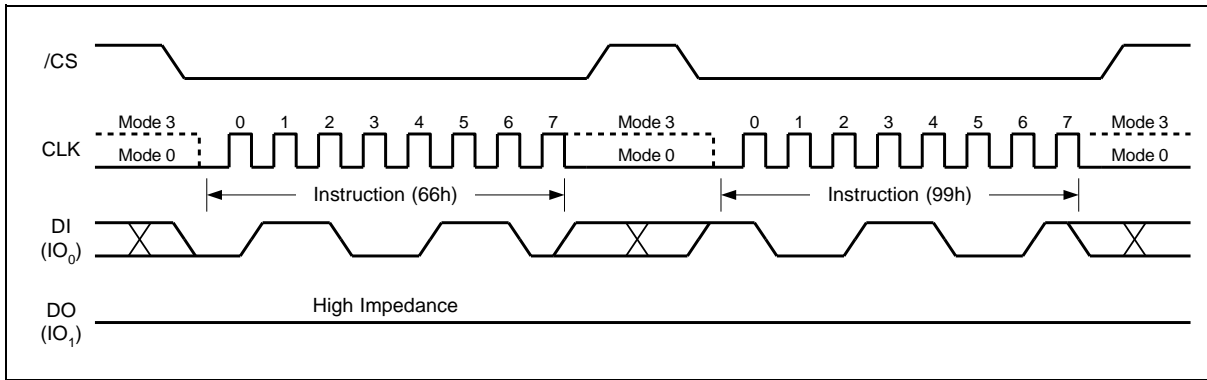 /CS
Mode 3 0 1 2 3 4 5 6 7 Mode 3 0 1 2 3 4 5 6 7 Mode 3
CLK
Mode 0 Mode 0 Mode 0
Instruction (66h) Instruction (99h)
DI
(IO₀)
High Impedance
DO
(IO₁)